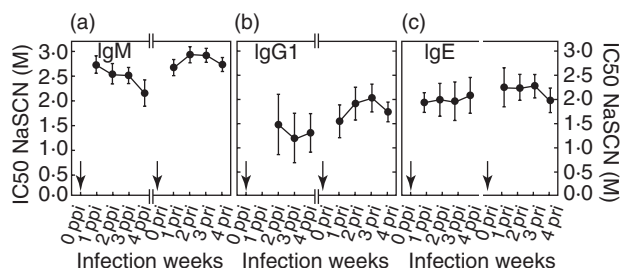 (a)
IgM
(b)
IgG1
(c)
IgE
IC50 NaSCN (M)
3·0
2·5
2·0
1·5
1·0
0·5
0·0
3·0
2·5
2·0
1·5
1·0
0·5
0·0
IC50 NaSCN (M)
0 ppi
1 ppi
2 ppi
3 ppi
4 ppi
0 pri
1 pri
2 pri
3 pri
4 pri
0 ppi
1 ppi
2 ppi
3 ppi
4 ppi
0 pri
1 pri
2 pri
3 pri
4 pri
0 ppi
1 ppi
2 ppi
3 ppi
4 ppi
0 pri
1 pri
2 pri
3 pri
4 pri
Infection weeks
Infection weeks
Infection weeks